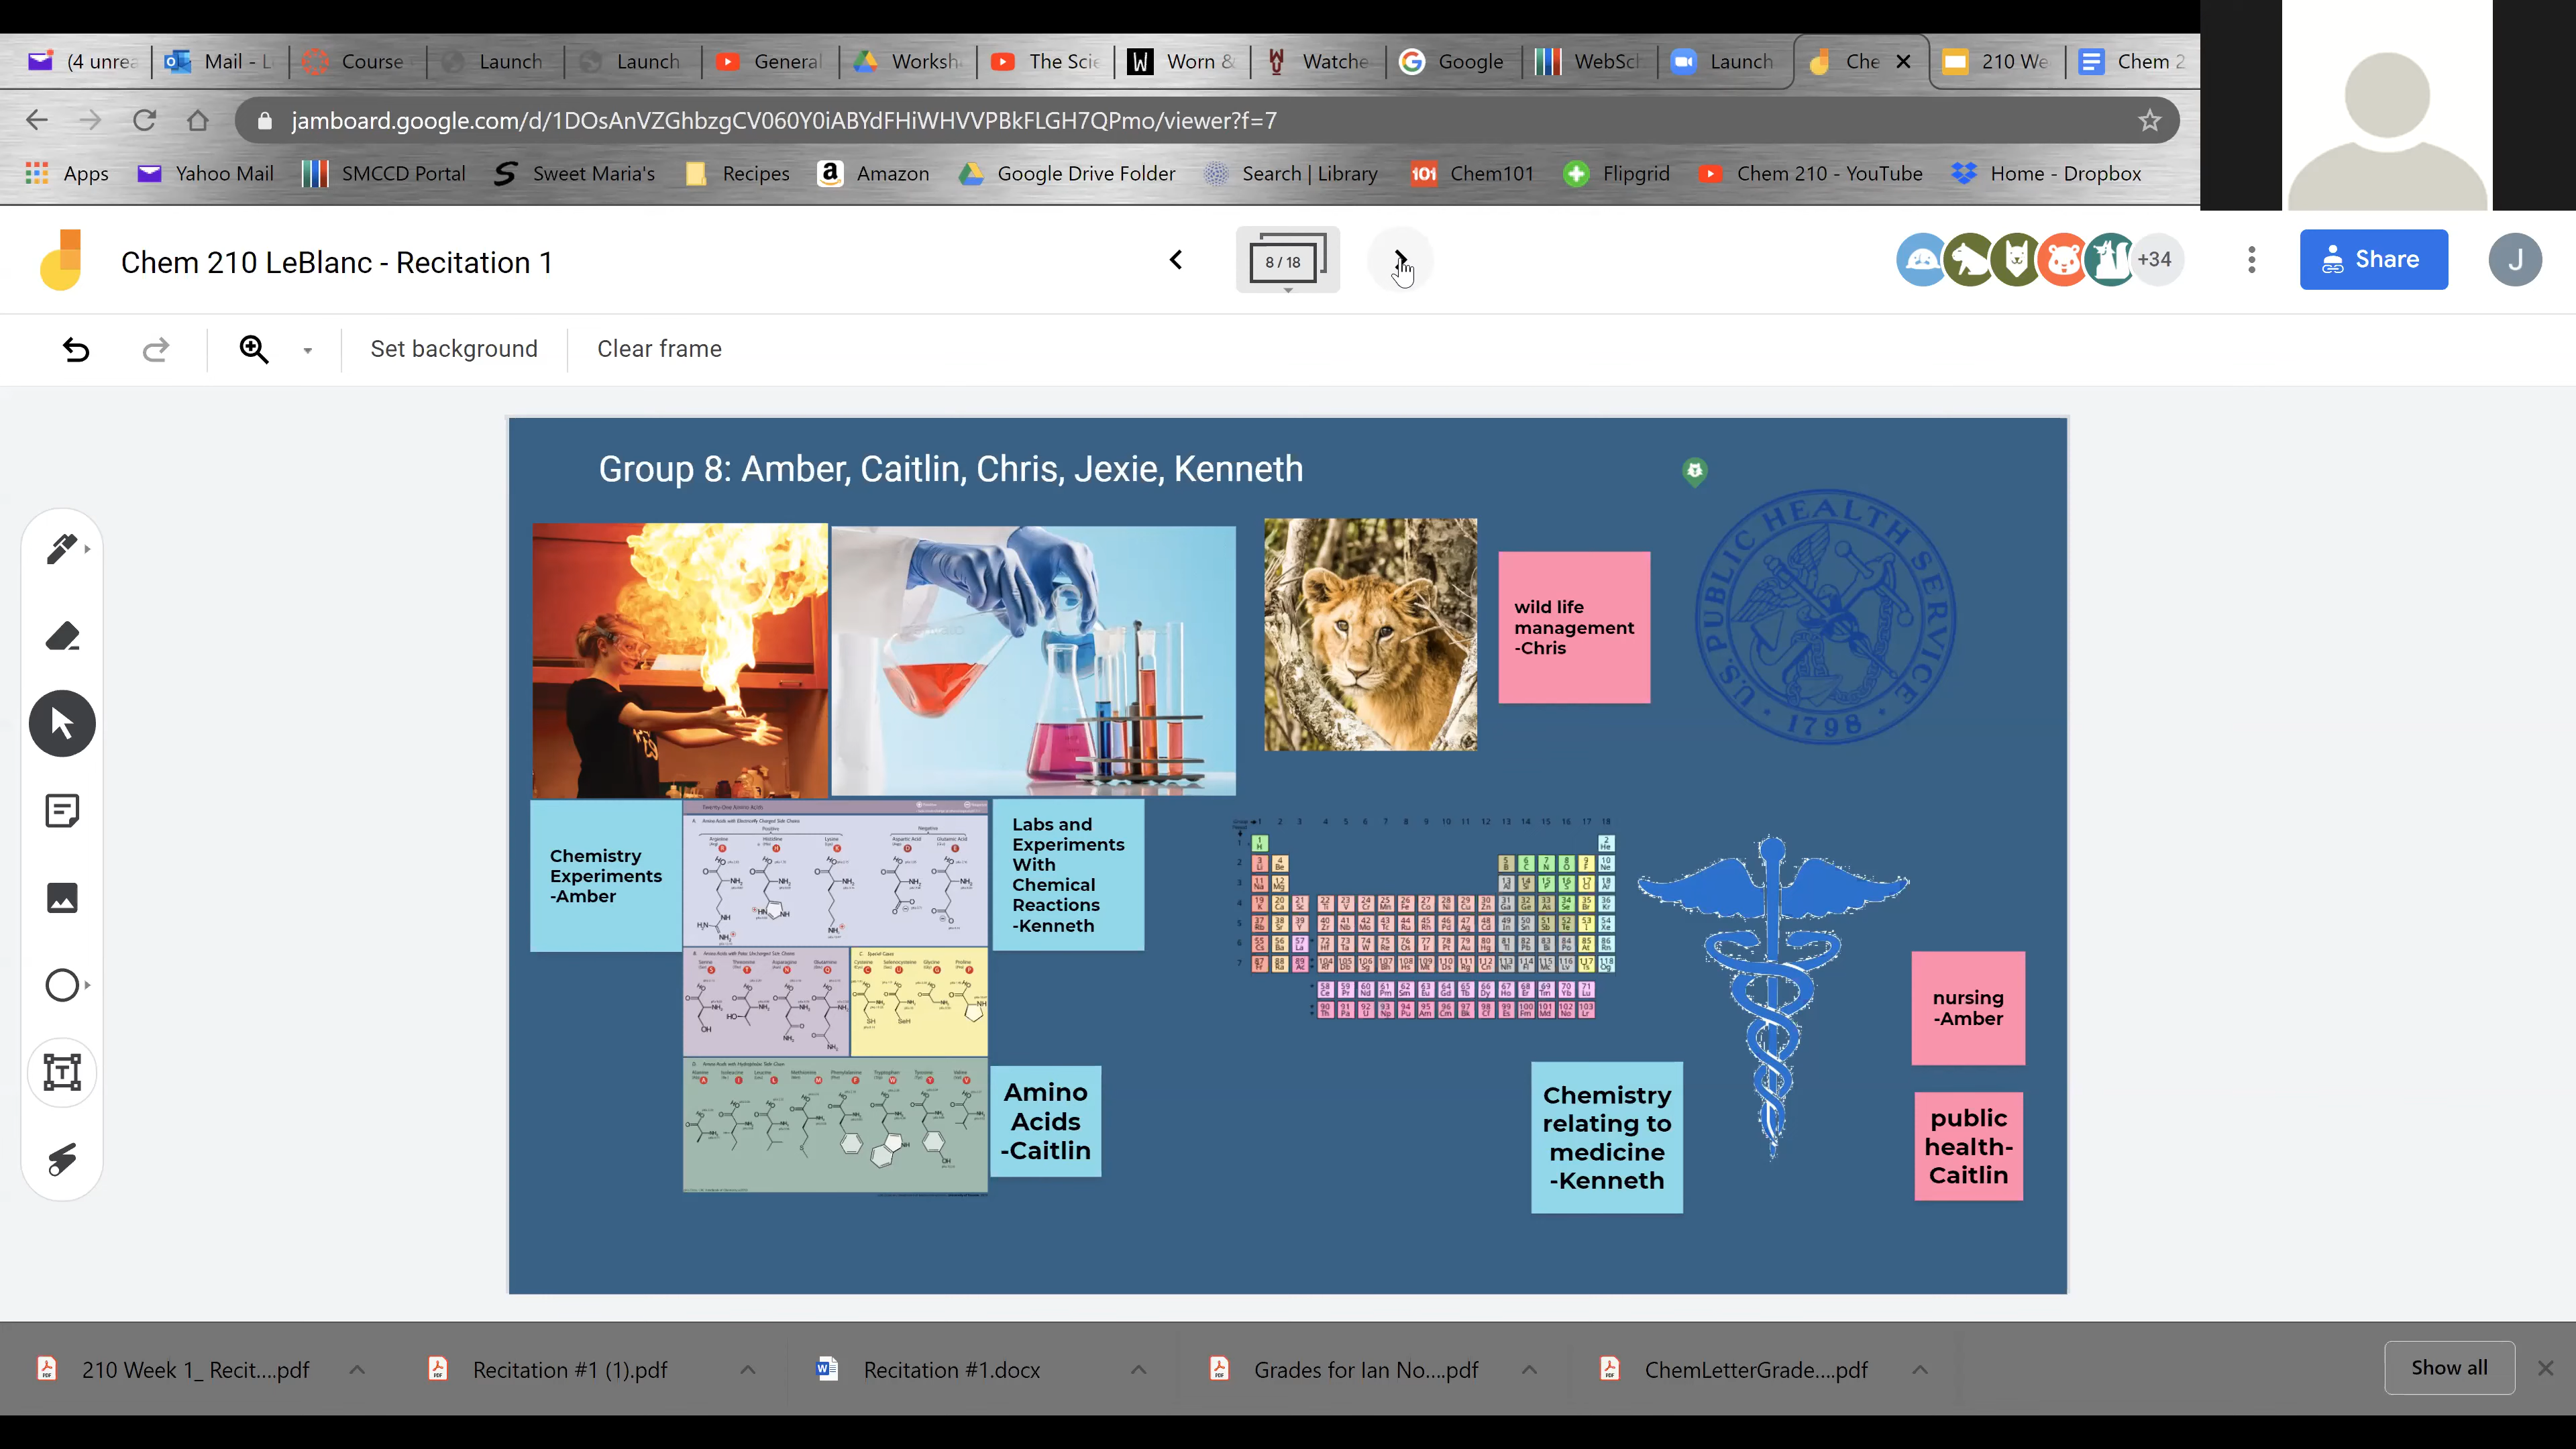 (4 unrea
Mail - L
Course
Launch
Launch
General
Worksh
The Scie
Worn &
Watche
Google
WebSch
Launch
Che
210 We
Chem 2
jamboard.google.com/d/1DOsAnVZGhbzgCV060Y0iABYdFHiWHVVPBkFLGH7QPmo/viewer?f=7
Apps
Yahoo Mail
SMCCD Portal
Sweet Maria's
Recipes
Amazon
Google Drive Folder
Search | Library
101
Chem101
Flipgrid
Chem 210 - YouTube
Home - Dropbox
Chem 210 LeBlanc - Recitation 1
8 / 18
+34
Share
J
Set background
Clear frame
Group 8: Amber, Caitlin, Chris, Jexie, Kenneth
wild life
management
-Chris
U.S. PUBLIC HEALTH SERVICE
1798
Chemistry
Experiments
-Amber
Twenty-One Amino Acids
Labs and
Experiments
With
Chemical
Reactions
-Kenneth
Amino
Acids
-Caitlin
Chemistry
relating to
medicine
-Kenneth
nursing
-Amber
public
health-
Caitlin
210 Week 1_ Recit....pdf
Recitation #1 (1).pdf
Recitation #1.docx
Grades for Ian No....pdf
ChemLetterGrade....pdf
Show all